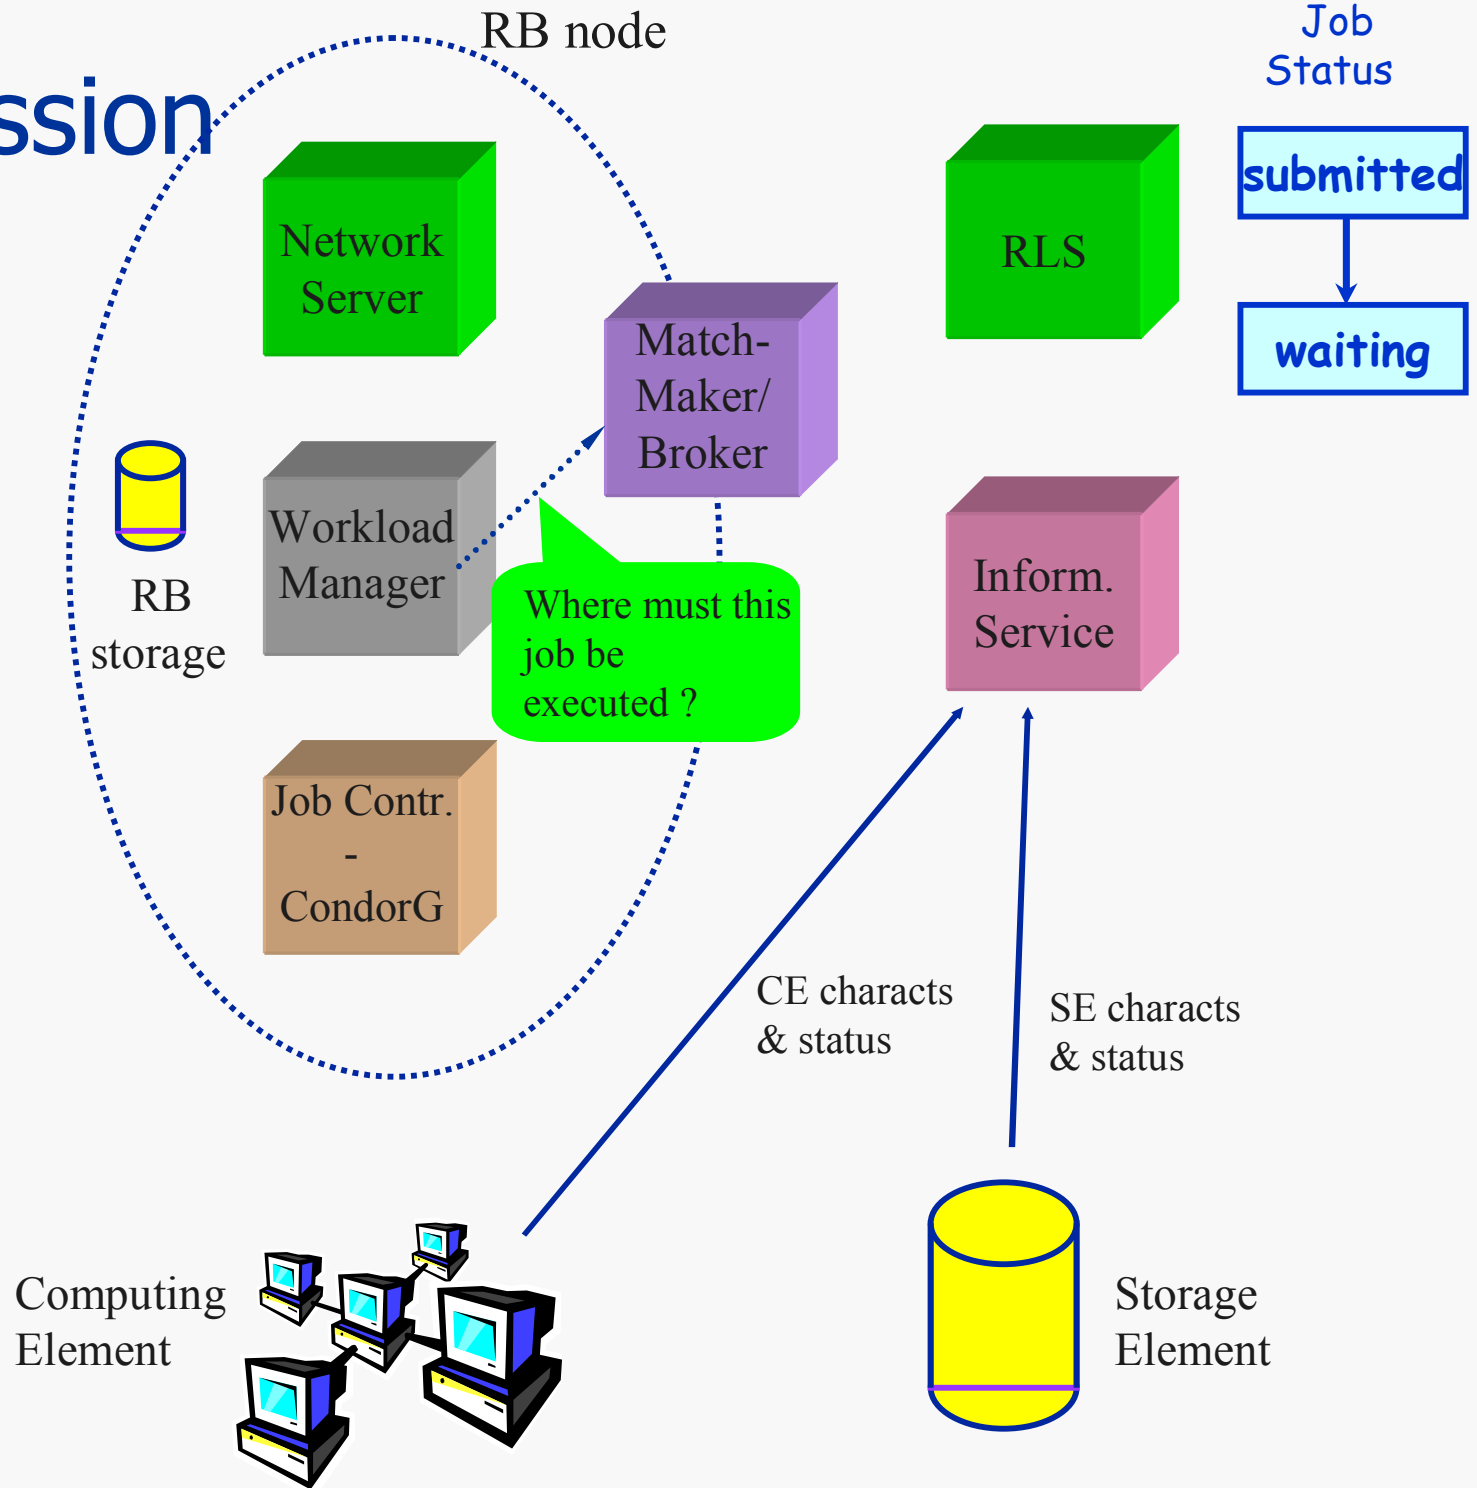 RB node
Job
Status
ssion
submitted
Network
Server
RLS
waiting
Match-
Maker/
Broker
Workload
Manager
RB
storage
Where must this
job be
executed ?
Inform.
Service
Job Contr.
-
CondorG
CE characts
& status
SE characts
& status
Computing
Element
Storage
Element